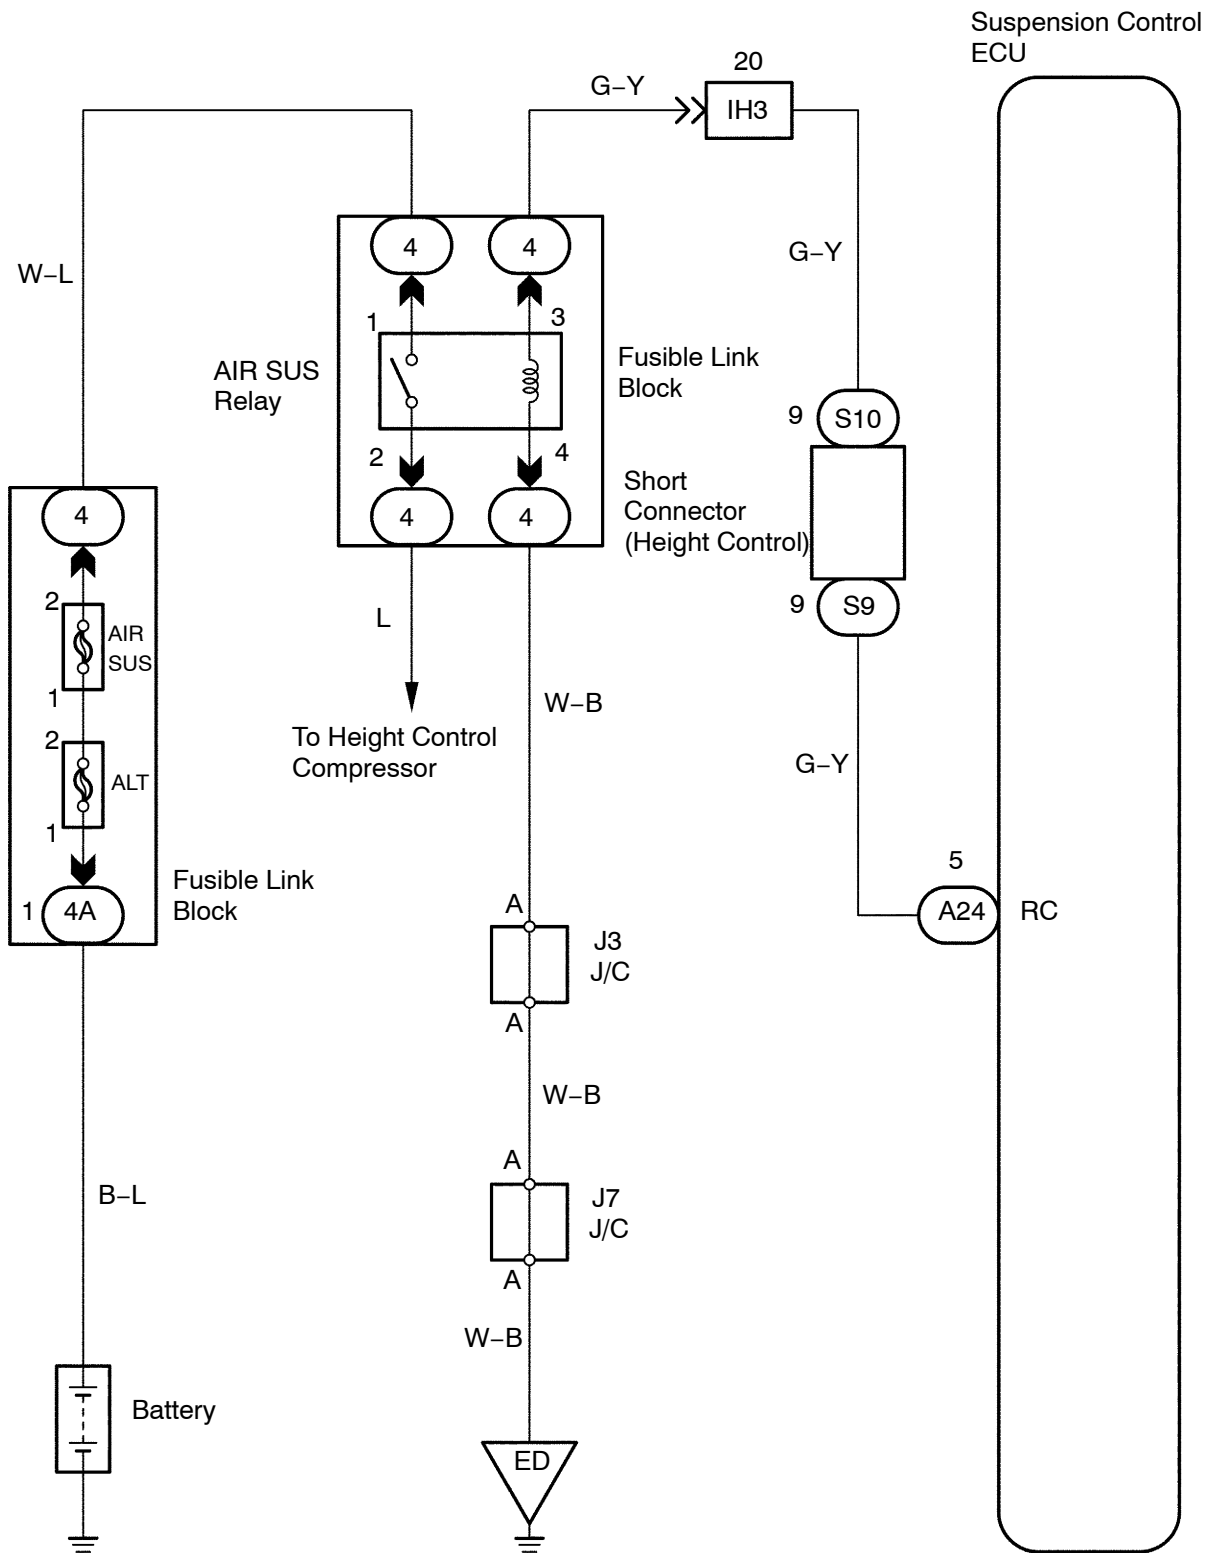 Suspension Control
ECU
20
G–Y
IH3
W–L
4
4
G–Y
1
3
AIR SUS
Relay
Fusible Link
Block
9
S10
2
4
4
4
4
Short
Connector
(Height Control)
2
AIR
SUS
1
9
S9
L
W–B
To Height Control
Compressor
2
ALT
1
G–Y
5
Fusible Link
Block
1
4A
A
A24
RC
J3
J/C
A
W–B
A
B–L
J7
J/C
A
W–B
Battery
ED